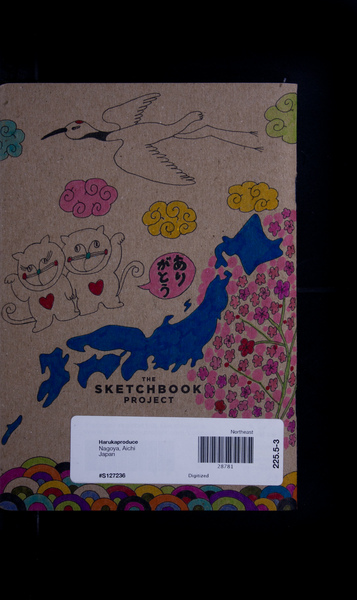 あり
がとう
THE
SKETCHBOOK
PROJECT
Northeast
Harukaproduce
Nagoya, Aichi
Japan
28783
#S127236
Digitized
225.5-3